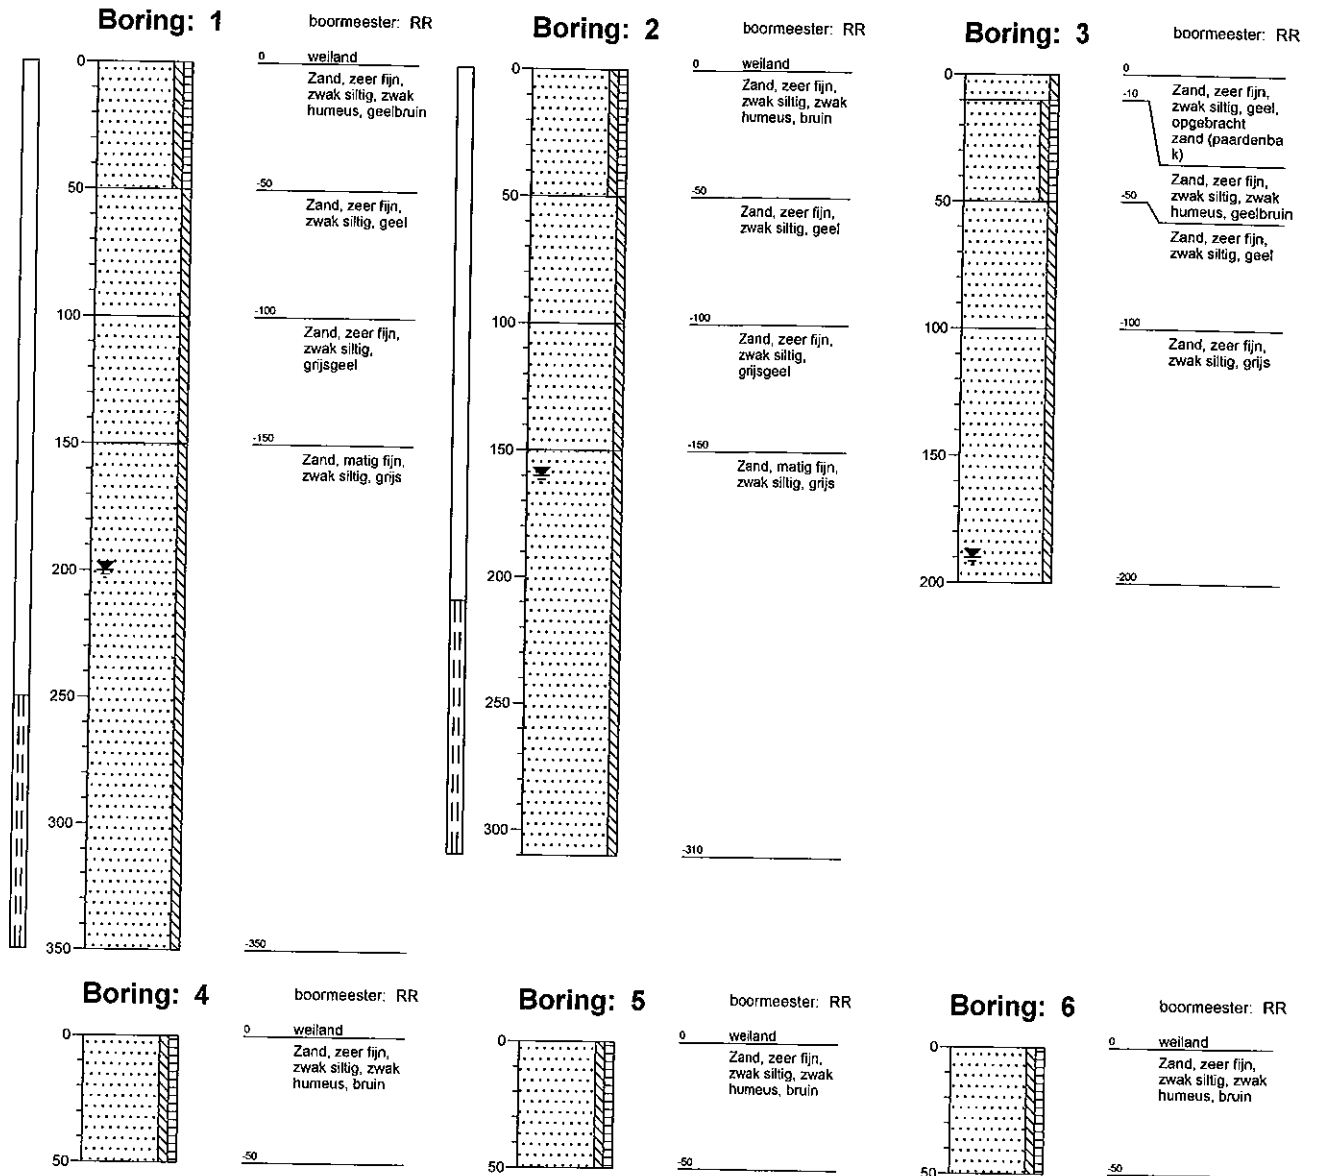 Boring: 1
boormeester: RR
0 weiland
Zand, zeer fijn,
zwak siltig, zwak
humeus, geelbruin
-50
Zand, zeer fijn,
zwak siltig, geel
-100
Zand, zeer fijn,
zwak siltig,
grijsgeel
-150
Zand, matig fijn,
zwak siltig, grijs
-350
0
50
100
150
200
250
300
350
Boring: 2
boormeester: RR
0 weiland
Zand, zeer fijn,
zwak siltig, zwak
humeus, bruin
-50
Zand, zeer fijn,
zwak siltig, geel
-100
Zand, zeer fijn,
zwak siltig,
grijsgeel
-150
Zand, matig fijn,
zwak siltig, grijs
-310
0
50
100
150
200
250
300
Boring: 3
boormeester: RR
0
-10
Zand, zeer fijn,
zwak siltig, geel,
opgebracht
zand (paardenba
k)
Zand, zeer fijn,
zwak siltig, zwak
humeus, geelbruin
-50
Zand, zeer fijn,
zwak siltig, geel
-100
Zand, zeer fijn,
zwak siltig, grijs
-200
0
50
100
150
200
Boring: 4
boormeester: RR
0 weiland
Zand, zeer fijn,
zwak siltig, zwak
humeus, bruin
-50
0
50
Boring: 5
boormeester: RR
0 weiland
Zand, zeer fijn,
zwak siltig, zwak
humeus, bruin
-50
0
50
Boring: 6
boormeester: RR
0 weiland
Zand, zeer fijn,
zwak siltig, zwak
humeus, bruin
-50
0
50